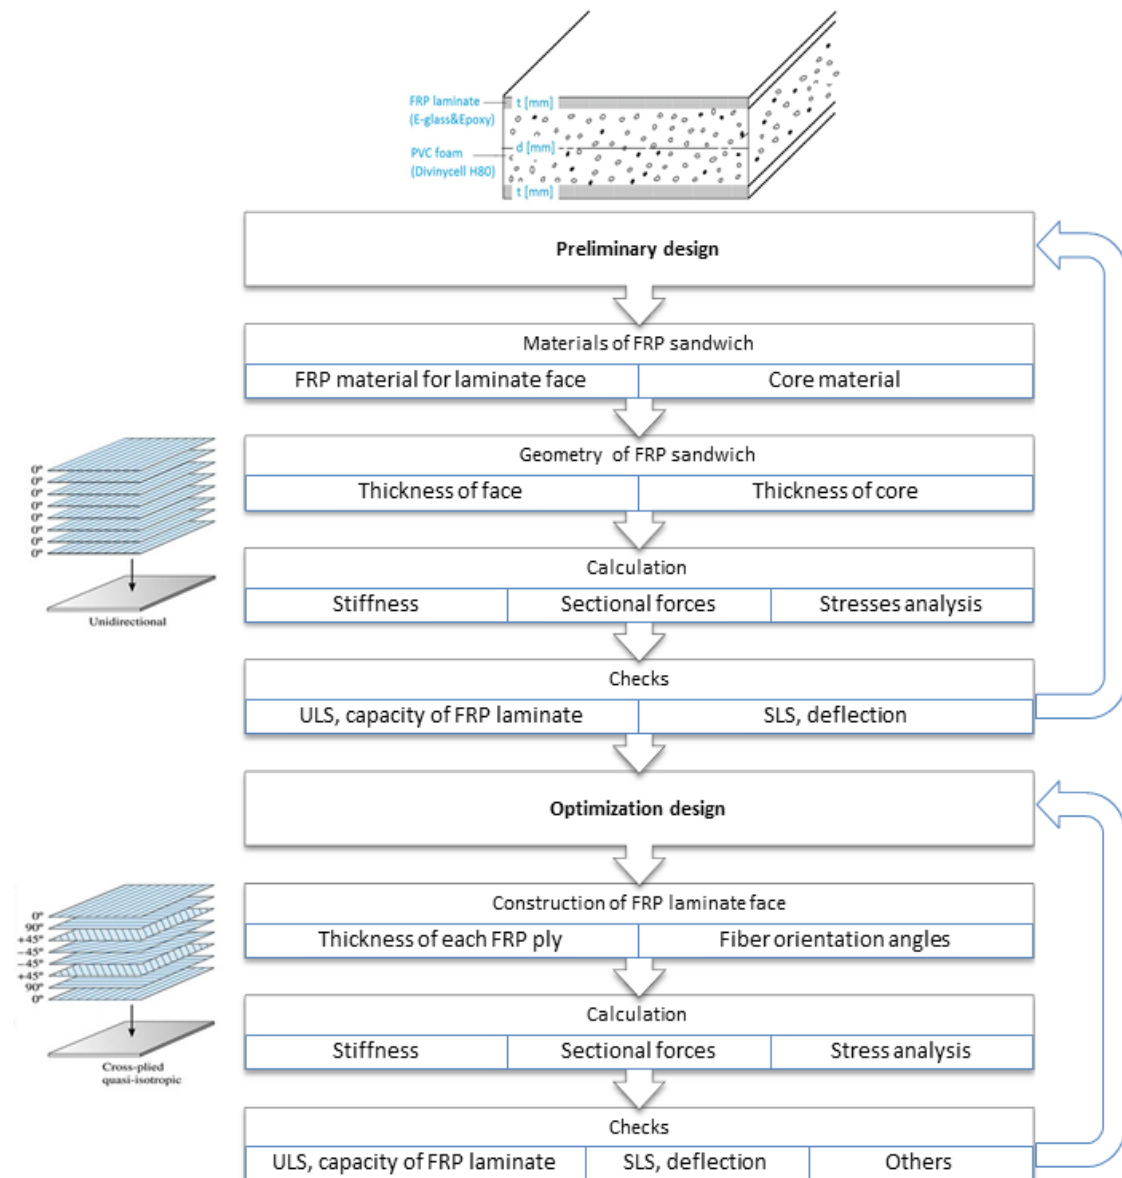 FRP laminate
(E-glass&Epoxy)
t [mm]
d [mm]
PVC foam
(Divinycell H80)
t [mm]
Preliminary design
Materials of FRP sandwich
FRP material for laminate face
Core material
Geometry of FRP sandwich
Thickness of face
Thickness of core
0°
0°
0°
0°
0°
0°
0°
0°
Unidirectional
Calculation
Stiffness
Sectional forces
Stresses analysis
Checks
ULS, capacity of FRP laminate
SLS, deflection
Optimization design
Construction of FRP laminate face
Thickness of each FRP ply
Fiber orientation angles
0°
90°
+45°
−45°
−45°
+45°
90°
0°
Cross-plied
quasi-isotropic
Calculation
Stiffness
Sectional forces
Stress analysis
Checks
ULS, capacity of FRP laminate
SLS, deflection
Others